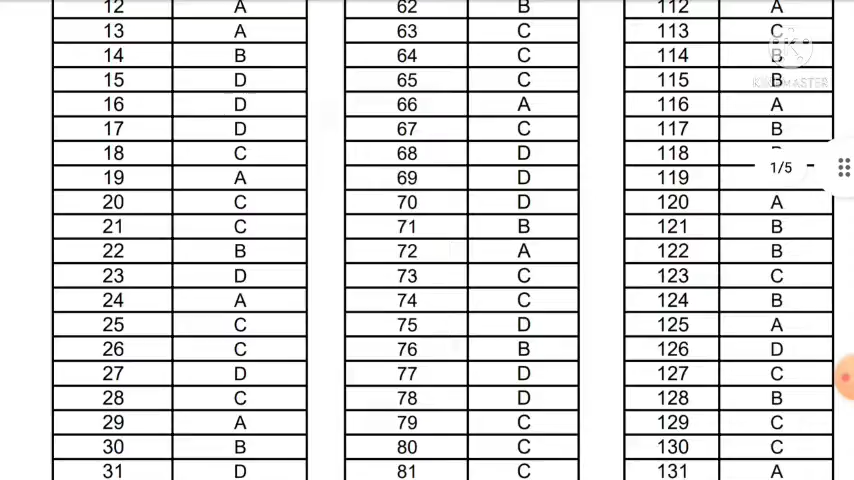 12 A 62 B 112 A
13 A 63 C 113 C
14 B 64 C 114 B
15 D 65 C 115 B
KINEMASTER
16 D 66 A 116 A
17 D 67 C 117 B
18 C 68 D 118
1/5
19 A 69 D 119
20 C 70 D 120 A
21 C 71 B 121 B
22 B 72 A 122 B
23 D 73 C 123 C
24 A 74 C 124 B
25 C 75 D 125 A
26 C 76 B 126 D
27 D 77 D 127 C
28 C 78 D 128 B
29 A 79 C 129 C
30 B 80 C 130 C
31 D 81 C 131 A